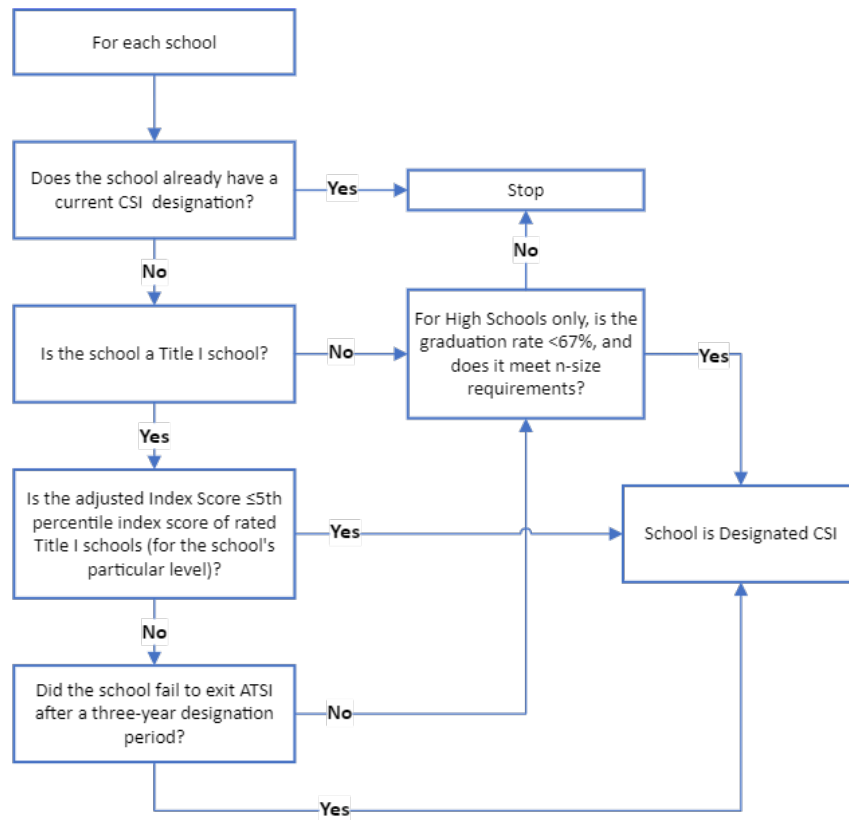 For each school
Does the school already have a
current CSI designation?
Yes
Stop
No
No
Is the school a Title I school?
No
For High Schools only, is the
graduation rate <67%, and
does it meet n-size
requirements?
Yes
Yes
Is the adjusted Index Score ≤5th
percentile index score of rated
Title I schools (for the school's
particular level)?
Yes
School is Designated CSI
No
Did the school fail to exit ATSI
after a three-year designation
period?
No
Yes